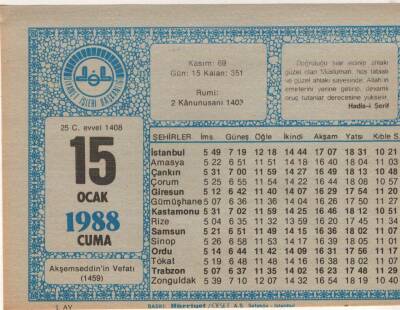 Kasım: 69
Gün: 15 Kalan: 351
Rumi:
2 Kânunusani 1403
Doğruluğu şiar edinip ahlakı
güzel olan Müslüman, hoş tabiatı
ve güzel ahlakı sayesinde, Allah'ın
emirlerini yerine getirip, devamlı
oruç tutanlar derecesine yükselir.
Hadis-i Şerif
25 C. evvel 1408
15
OCAK
1988
CUMA
Akşemseddin'in Vefatı
(1459)
ŞEHİRLER İms. Güneş Öğle İkindi Akşam Yatsı Kıble S.
İstanbul 5 49 7 19 12 18 14 44 17 07 18 31 10 21
Amasya 5 22 6 51 11 51 14 18 16 40 18 04 11 03
Çankırı 5 31 7 00 11 59 14 27 16 49 18 13 10 48
Çorum 5 25 6 55 11 54 14 22 16 44 18 08 10 57
Giresun 5 12 6 42 11 40 14 07 16 29 17 54 11 20
Gümüşhane 5 07 6 36 11 36 14 04 16 26 17 50 11 27
Kastamonu 5 31 7 02 11 59 14 25 16 46 18 12 10 51
Rize 5 04 6 35 11 32 13 59 16 20 17 45 11 34
Samsun 5 21 6 51 11 49 14 15 16 36 18 02 11 07
Sinop 5 26 6 58 11 53 14 17 16 39 18 05 11 01
Ordu 5 14 6 44 11 42 14 09 16 31 17 56 11 17
Tokat 5 19 6 48 11 48 14 16 16 38 18 02 11 07
Trabzon 5 07 6 37 11 35 14 02 16 23 17 48 11 29
Zonguldak 5 39 7 10 12 07 14 32 16 54 18 19 10 40
1. AY
BASKI: Hürriyet